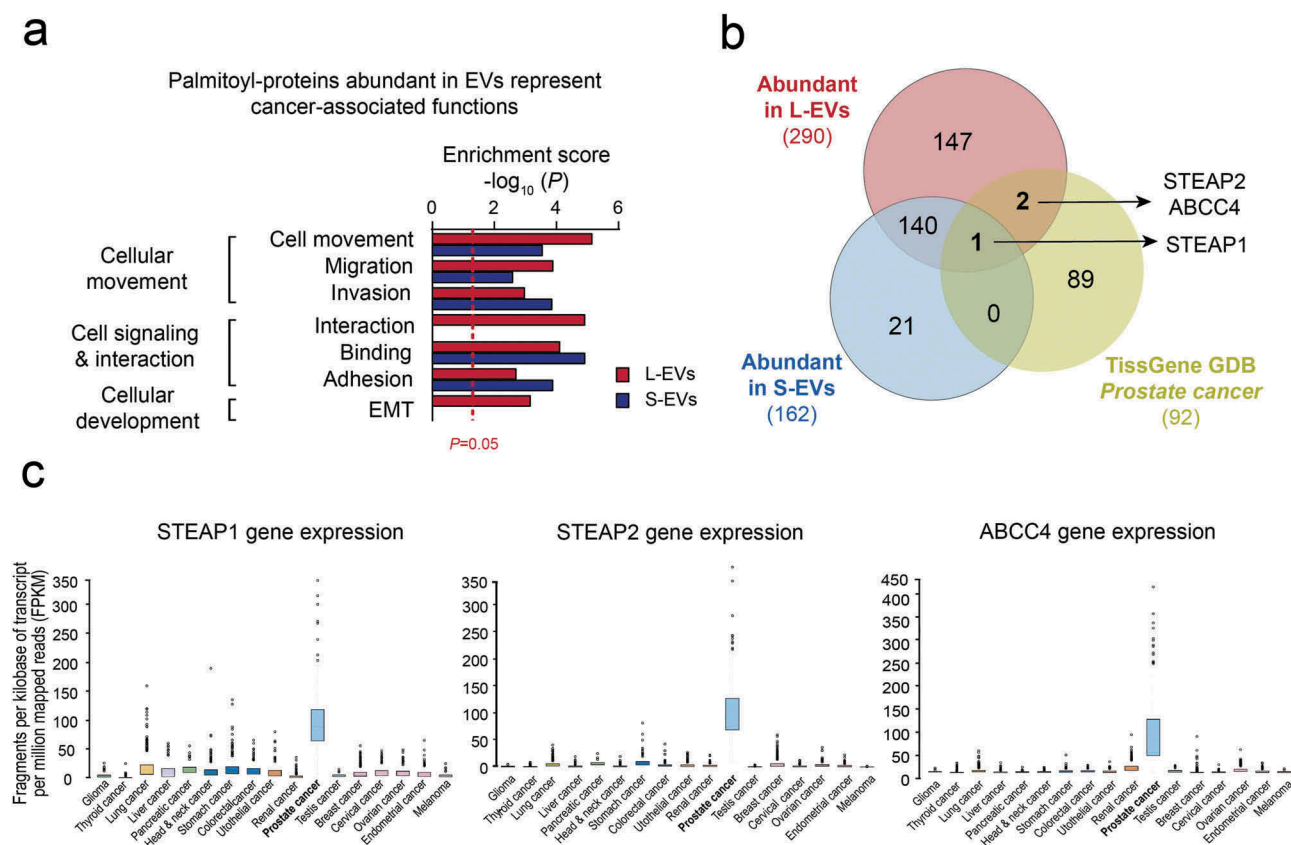 a
Palmitoyl-proteins abundant in EVs represent
cancer-associated functions
Enrichment score
-log10 (P)
0 2 4 6
Cellular
movement
Cell movement
Migration
Invasion
Cell signaling
& interaction
Interaction
Binding
Adhesion
Cellular
development
EMT
L-EVs
S-EVs
P=0.05
b
Abundant
in L-EVs
(290)
147
2
STEAP2
ABCC4
140
1
STEAP1
89
21
0
Abundant
in S-EVs
(162)
TissGene GDB
Prostate cancer
(92)
c
STEAP1 gene expression
Fragments per kilobase of transcript
per million mapped reads (FPKM)
350
300
250
200
150
100
50
0
Glioma
Thyroid cancer
Lung cancer
Liver cancer
Pancreatic cancer
Head & neck cancer
Stomach cancer
Colorectalcancer
Utothelial cancer
Renal cancer
Prostate cancer
Testis cancer
Breast cancer
Cervical cancer
Ovarian cancer
Endometrial cancer
Melanoma
STEAP2 gene expression
350
300
250
200
150
100
50
0
Glioma
Thyroid cancer
Lung cancer
Liver cancer
Pancreatic cancer
Head & neck cancer
Stomach cancer
Colorectal cancer
Utothelial cancer
Renal cancer
Prostate cancer
Testis cancer
Breast cancer
Cervical cancer
Ovarian cancer
Endometrial cancer
Melanoma
ABCC4 gene expression
450
400
350
300
250
200
150
100
50
0
Glioma
Thyroid cancer
Lung cancer
Liver cancer
Pancreatic cancer
Head & neck cancer
Stomach cancer
Colorectal cancer
Utothelial cancer
Renal cancer
Prostate cancer
Testis cancer
Breast cancer
Cervical cancer
Ovarian cancer
Endometrial cancer
Melanoma